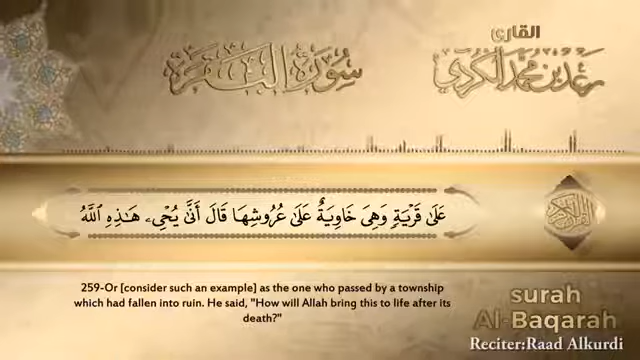 القارئ
رعد بن محمد الكردي
سورة البقرة
عَلَىٰ قَرْيَةٍ وَهِيَ خَاوِيَةٌ عَلَىٰ عُرُوشِهَا قَالَ أَنَّىٰ يُحْيِۦ هَـٰذِهِ ٱللَّهُ
259-Or [consider such an example] as the one who passed by a township
which had fallen into ruin. He said, "How will Allah bring this to life after its
death?"
surah
Al-Baqarah
Reciter:Raad Alkurdi